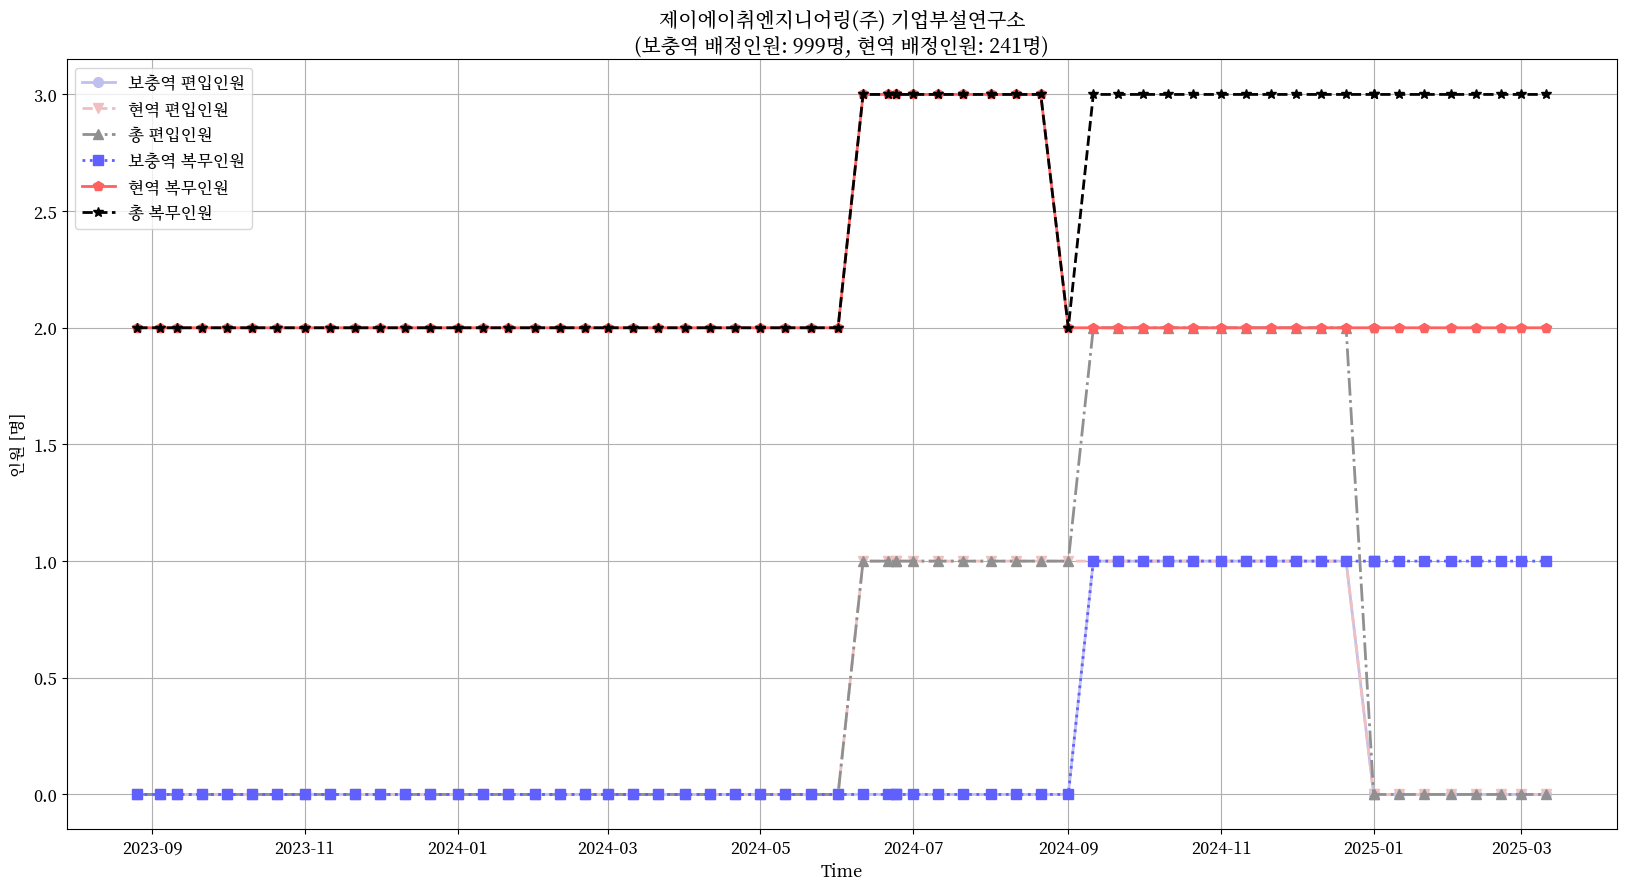 제이에이취엔지니어링(주) 기업부설연구소
(보충역 배정인원: 999명, 현역 배정인원: 241명)
보충역 편입인원
현역 편입인원
총 편입인원
보충역 복무인원
현역 복무인원
총 복무인원
3.0
2.5
2.0
1.5
1.0
0.5
0.0
인원 [명]
2023-09
2023-11
2024-01
2024-03
2024-05
2024-07
2024-09
2024-11
2025-01
2025-03
Time